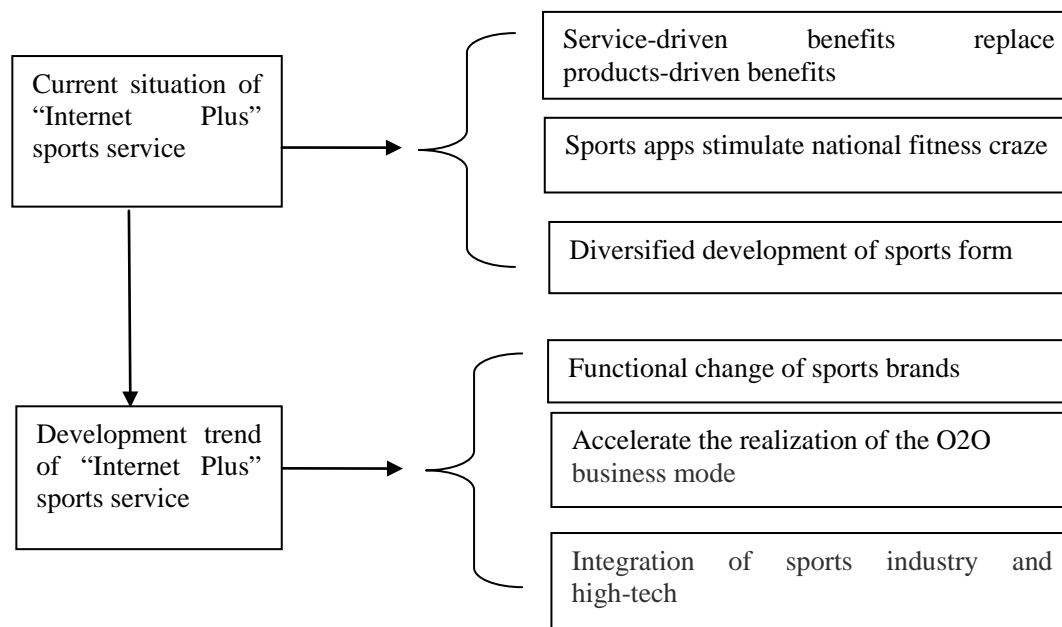 Current situation of
“Internet Plus”
sports service
Service-driven benefits replace
products-driven benefits
Sports apps stimulate national fitness craze
Diversified development of sports form
Development trend
of “Internet Plus”
sports service
Functional change of sports brands
Accelerate the realization of the O2O
business mode
Integration of sports industry and
high-tech